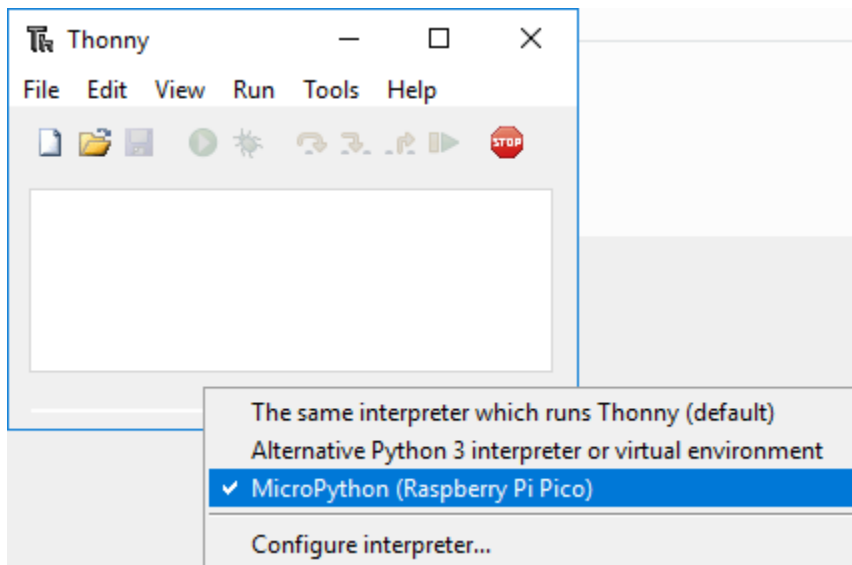 Thonny
File Edit View Run Tools Help
STOP
The same interpreter which runs Thonny (default)
Alternative Python 3 interpreter or virtual environment
MicroPython (Raspberry Pi Pico)
Configure interpreter...